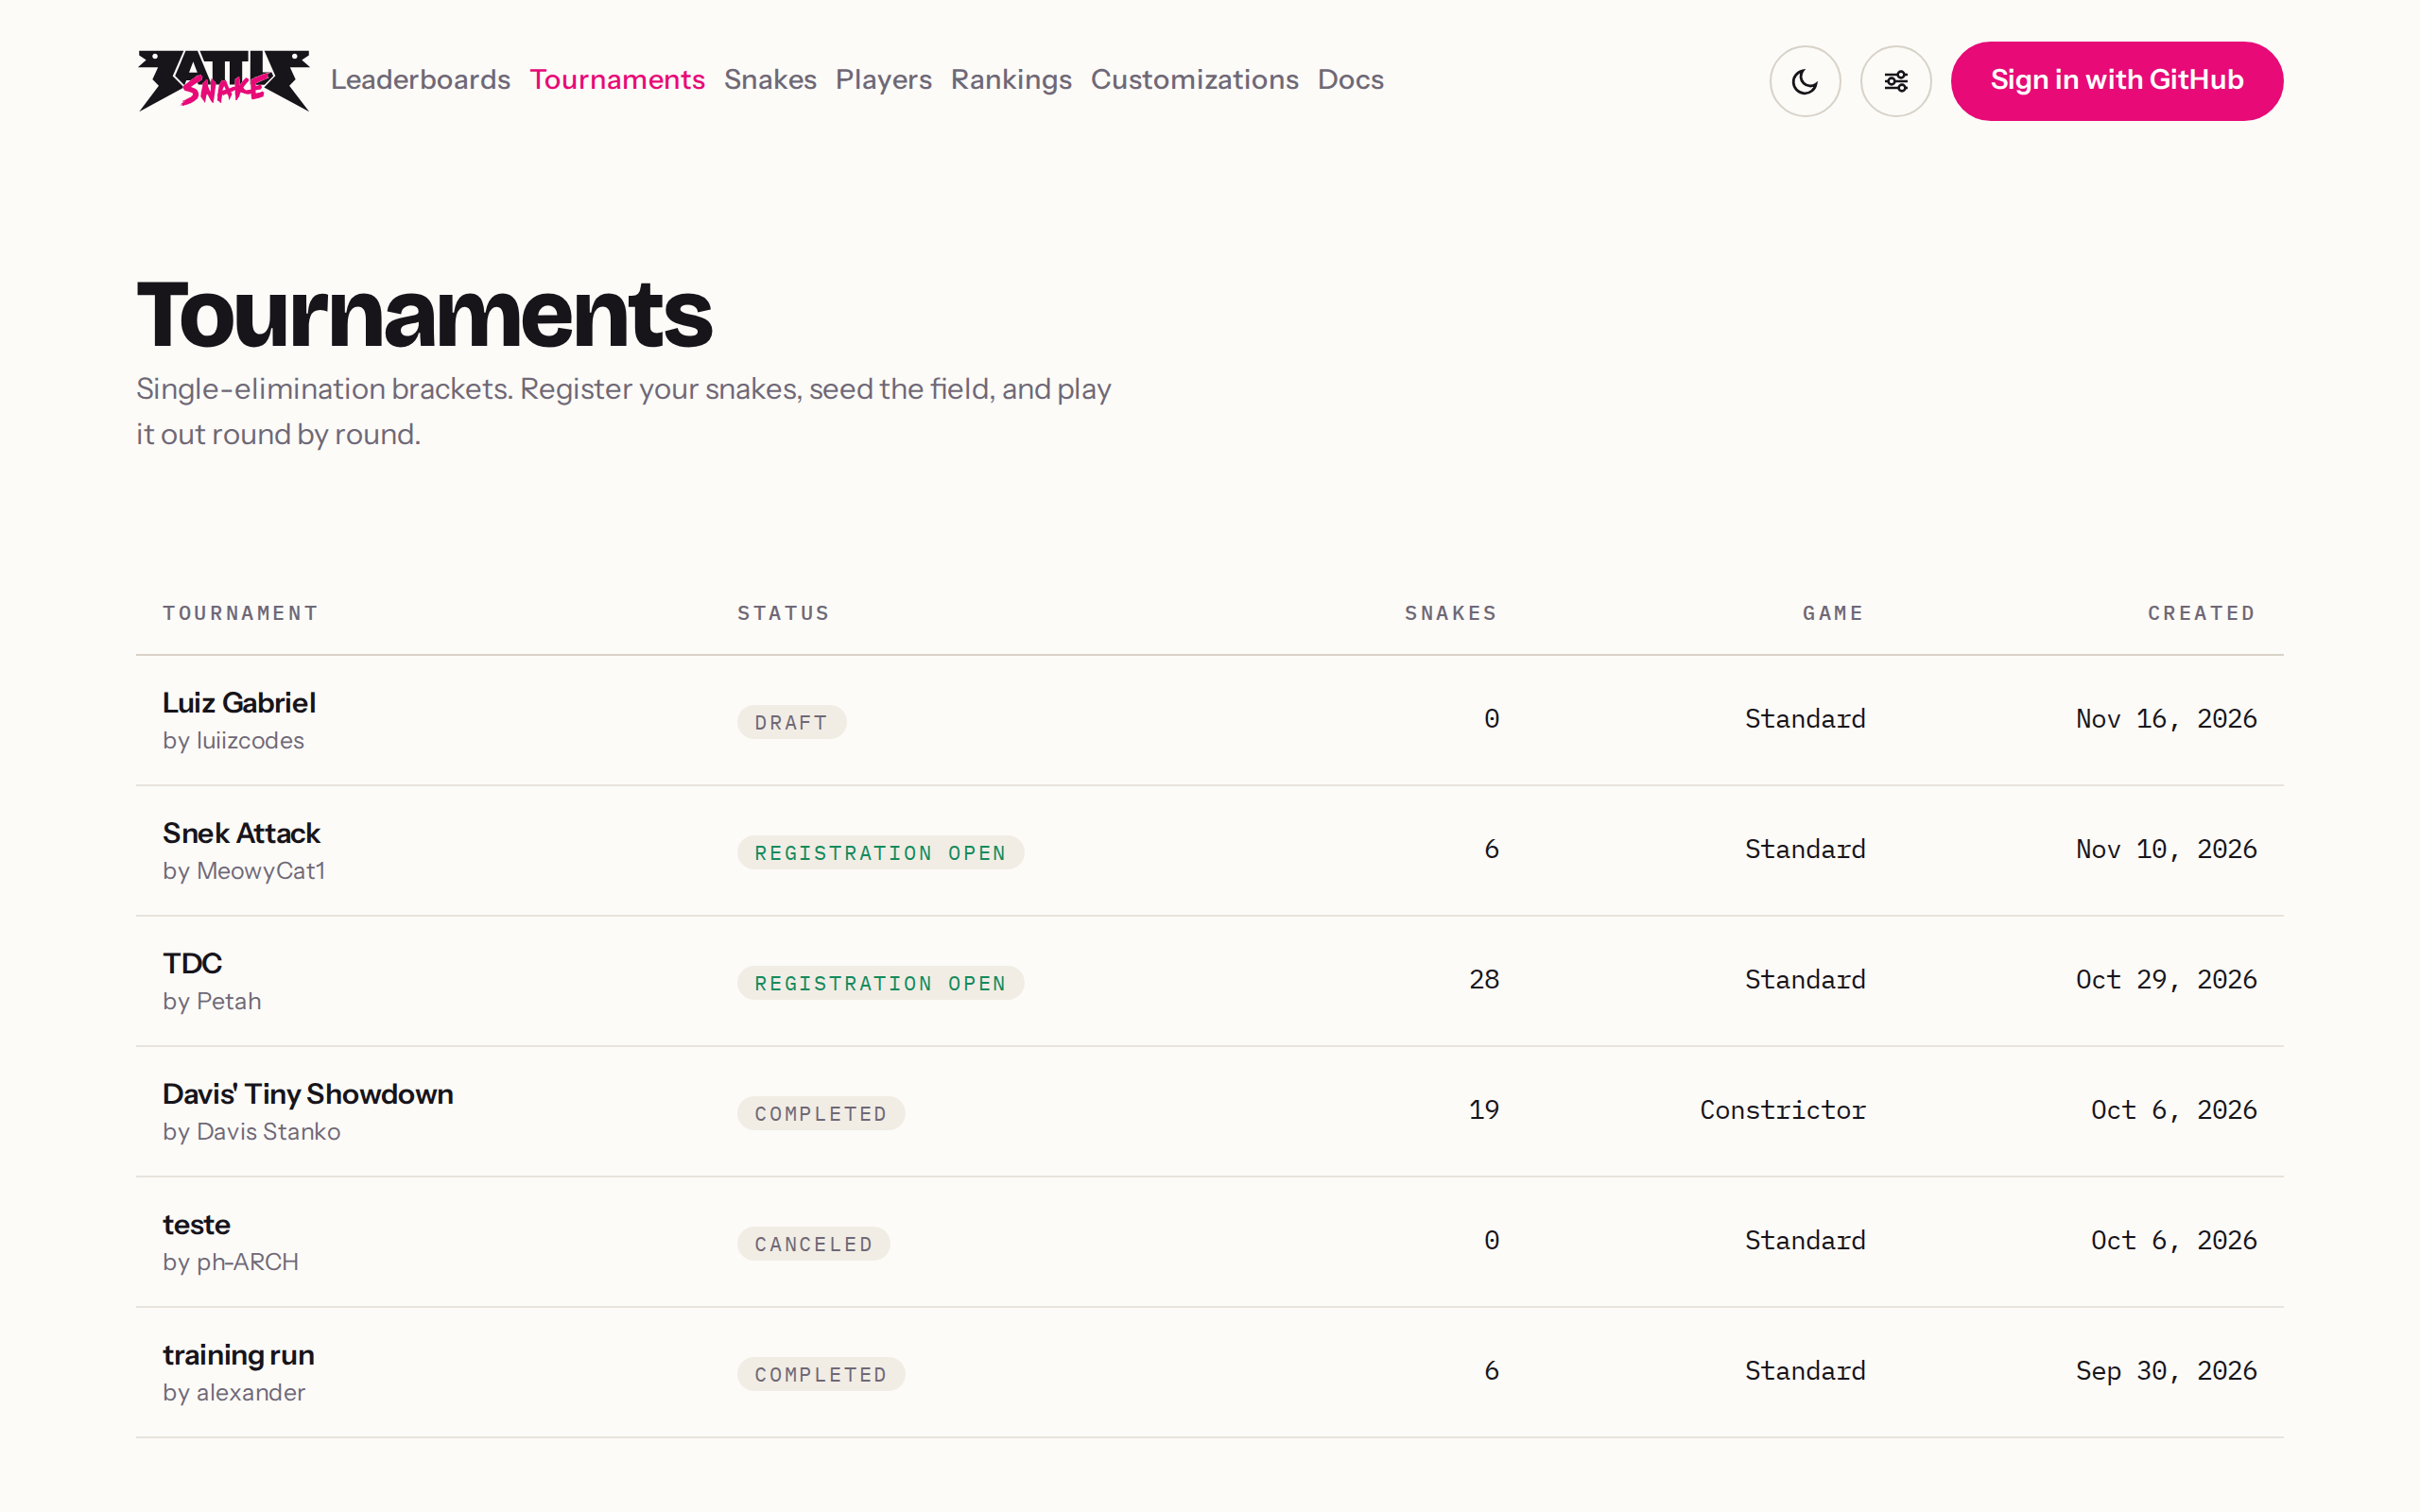 BATTLE
SNAKE
Leaderboards Tournaments Snakes Players Rankings Customizations Docs
Sign in with GitHub
Tournaments
Single-elimination brackets. Register your snakes, seed the field, and play
it out round by round.
TOURNAMENT STATUS SNAKES GAME CREATED
Luiz Gabriel
by luiizcodes
DRAFT 0 Standard Nov 16, 2026
Snek Attack
by MeowyCat1
REGISTRATION OPEN 6 Standard Nov 10, 2026
TDC
by Petah
REGISTRATION OPEN 28 Standard Oct 29, 2026
Davis' Tiny Showdown
by Davis Stanko
COMPLETED 19 Constrictor Oct 6, 2026
teste
by ph-ARCH
CANCELED 0 Standard Oct 6, 2026
training run
by alexander
COMPLETED 6 Standard Sep 30, 2026